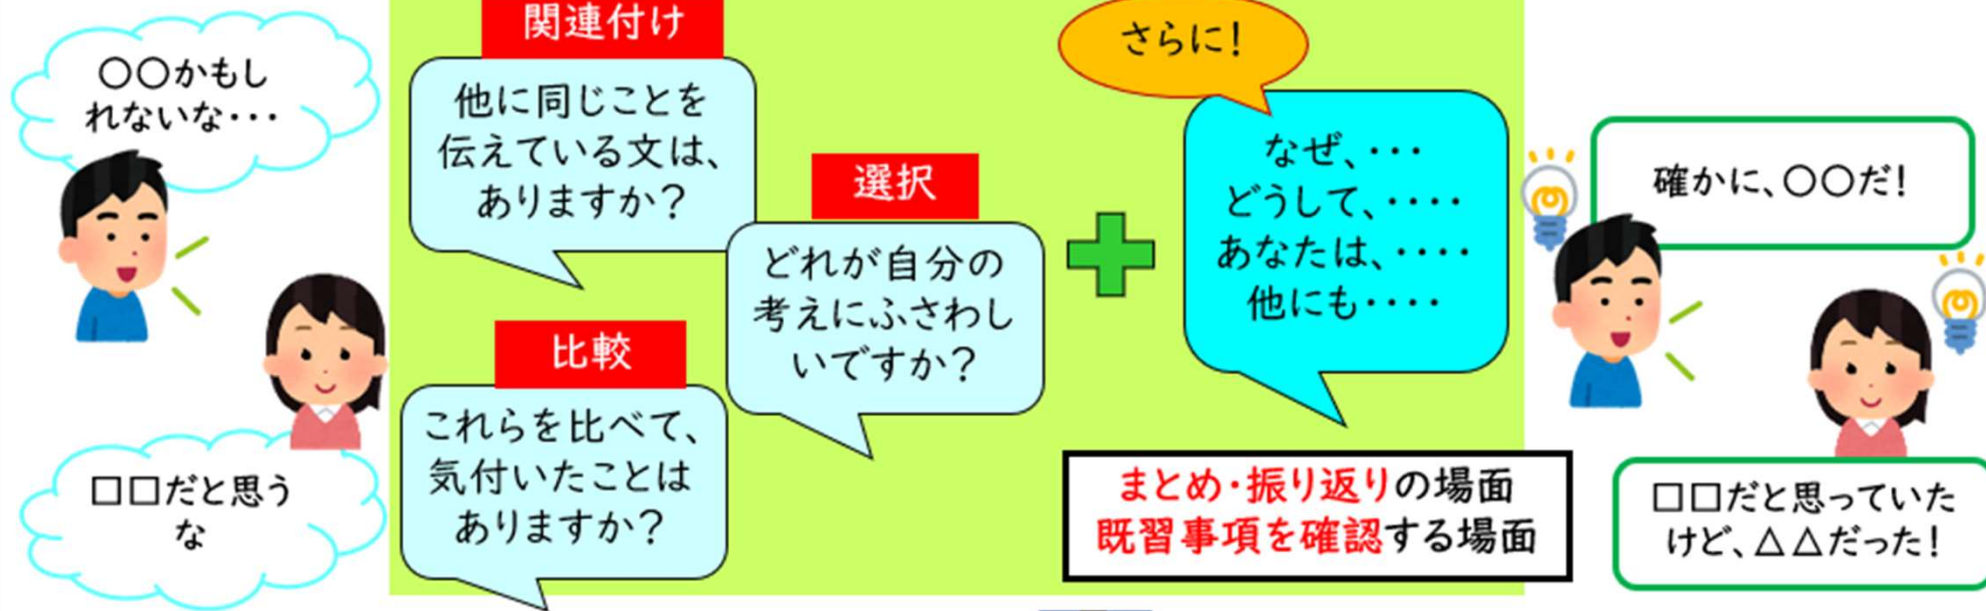 〇〇かもし
れないな・・・
□□だと思う
な
関連付け
他に同じことを
伝えている文は、
ありますか？
選択
どれが自分の
考えにふさわし
いですか？
比較
これらを比べて、
気付いたことは
ありますか？
さらに！
なぜ、・・・
どうして、・・・・
あなたは、・・・・
他にも・・・・
まとめ・振り返りの場面
既習事項を確認する場面
確かに、〇〇だ！
□□だと思っていた
けど、△△だった！